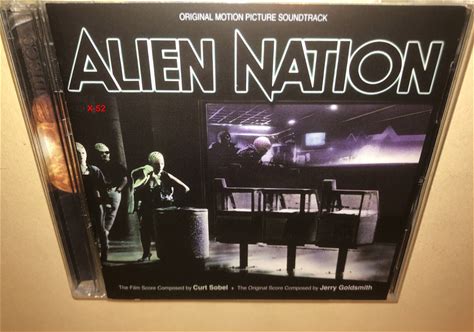 ORIGINAL MOTION PICTURE SOUNDTRACK
ALIEN NATION
X-52
The Film Score Composed by Curt Sobel • The Original Score Composed by Jerry Goldsmith